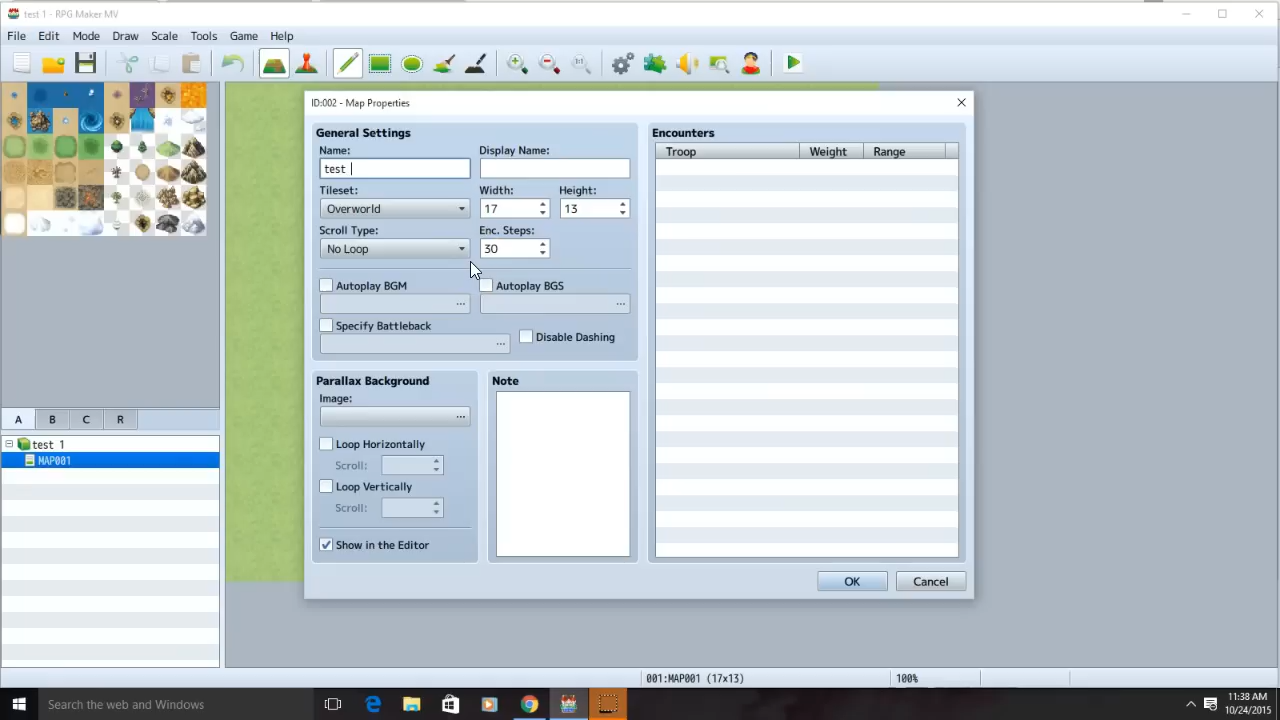 test 1 - RPG Maker MV
File Edit Mode Draw Scale Tools Game Help
ID:002 - Map Properties
General Settings
Name:
Display Name:
test
Tileset:
Width:
Height:
Overworld
17
13
Scroll Type:
Enc. Steps:
No Loop
30
Autoplay BGM
...
Autoplay BGS
...
Specify Battleback
...
Disable Dashing
Parallax Background
Image:
...
Loop Horizontally
Scroll:
Loop Vertically
Scroll:
Show in the Editor
Note
Encounters
Troop Weight Range
OK Cancel
A B C R
test 1
MAP001
001:MAP001 (17x13)
100%
Search the web and Windows
11:38 AM
10/24/2015